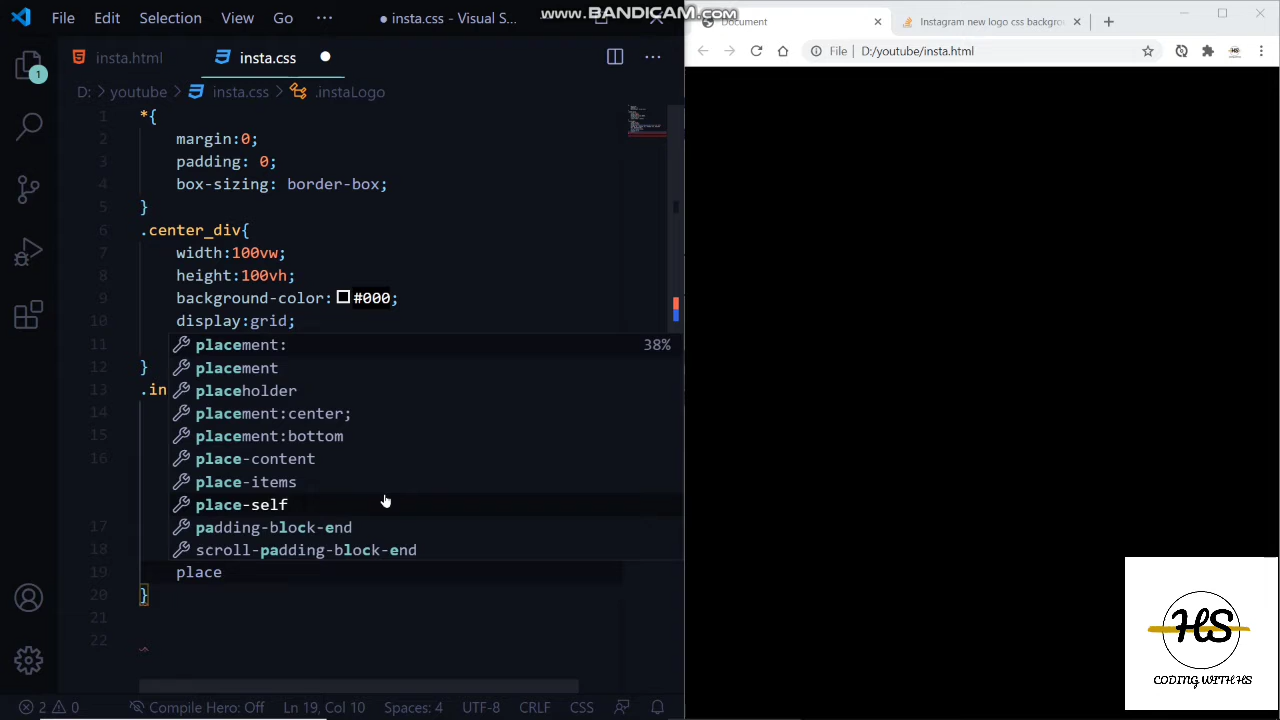 File Edit Selection View Go ··· ● insta.css - Visual S...
www.BANDICAM.com
Document
Instagram new logo css backgrou
insta.html
insta.css
File D:/youtube/insta.html
D: > youtube > insta.css > .instaLogo
1 *{
2 margin:0;
3 padding: 0;
4 box-sizing: border-box;
5 }
6 .center_div{
7 width:100vw;
8 height:100vh;
9 background-color: #000;
10 display:grid;
11
placement: 38%
12 }
placement
13 .in
placeholder
14
placement:center;
15
placement:bottom
16
place-content
place-items
place-self
17
padding-block-end
18
scroll-padding-block-end
19 place
20 }
21
22
1
HS
CODING WITH HS
2 0 Compile Hero: Off Ln 19, Col 10 Spaces: 4 UTF-8 CRLF CSS